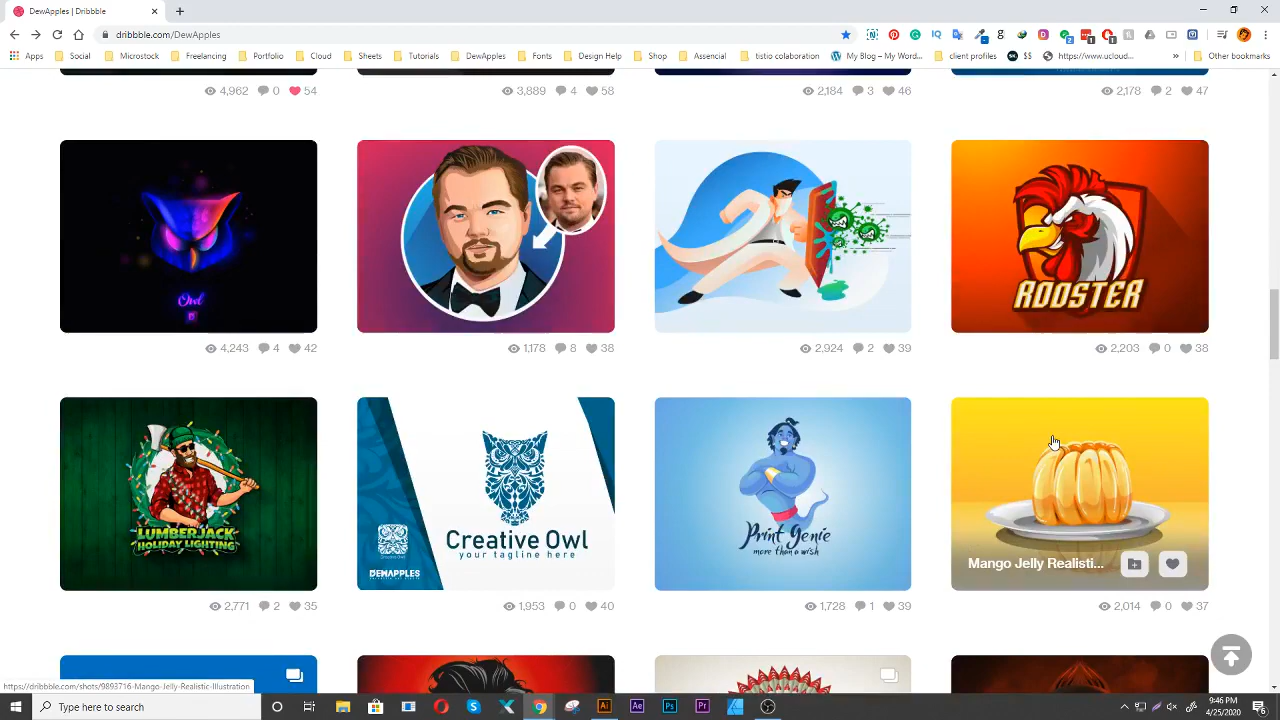 DewApples | Dribbble
dribbble.com/DewApples
Apps Social Microstock Freelancing Portfolio Cloud Sheets Tutorials DewApples Fonts Design Help Shop Assencial tistio colaboration My Blog – My Word... client profiles $$ https://www.ucloud... » Other bookmarks
4,962 0 54 3,889 4 58 2,184 3 46 2,178 2 47
Owl
ROOSTER
4,243 4 42 1,178 8 38 2,924 2 39 2,203 0 38
LUMBERJACK
HOLIDAY LIGHTING
Creative Owl
your tagline here
Creative Owl
DEWAPPLES
Print Genie
more than a wish
Mango Jelly Realisti...
2,771 2 35 1,953 0 40 1,728 1 39 2,014 0 37
https://dribbble.com/shots/9893716-Mango-Jelly-Realistic-Illustration
Type here to search
9:46 PM
4/25/2020